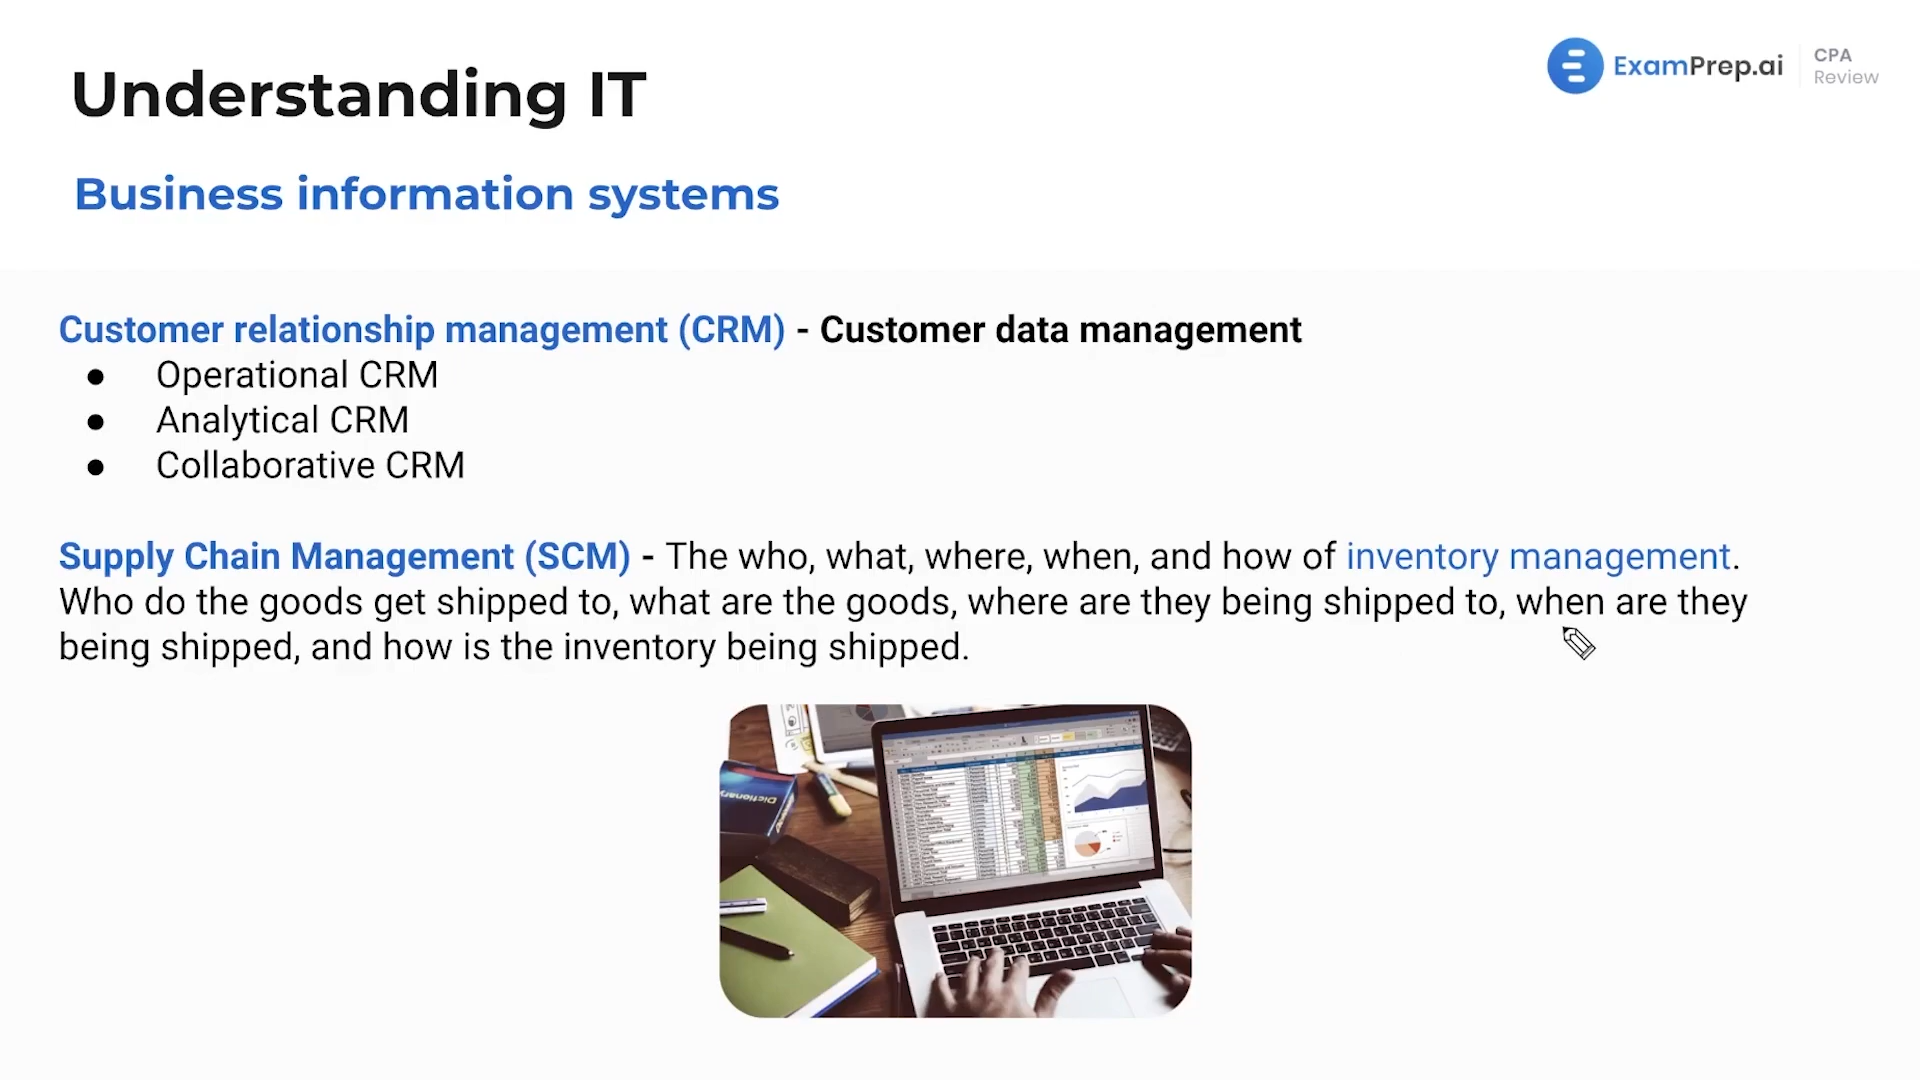 Understanding IT
ExamPrep.ai
CPA
Review
Business information systems
Customer relationship management (CRM) - Customer data management
● Operational CRM
● Analytical CRM
● Collaborative CRM
Supply Chain Management (SCM) - The who, what, where, when, and how of inventory management.
Who do the goods get shipped to, what are the goods, where are they being shipped to, when are they
being shipped, and how is the inventory being shipped.
Dictionary